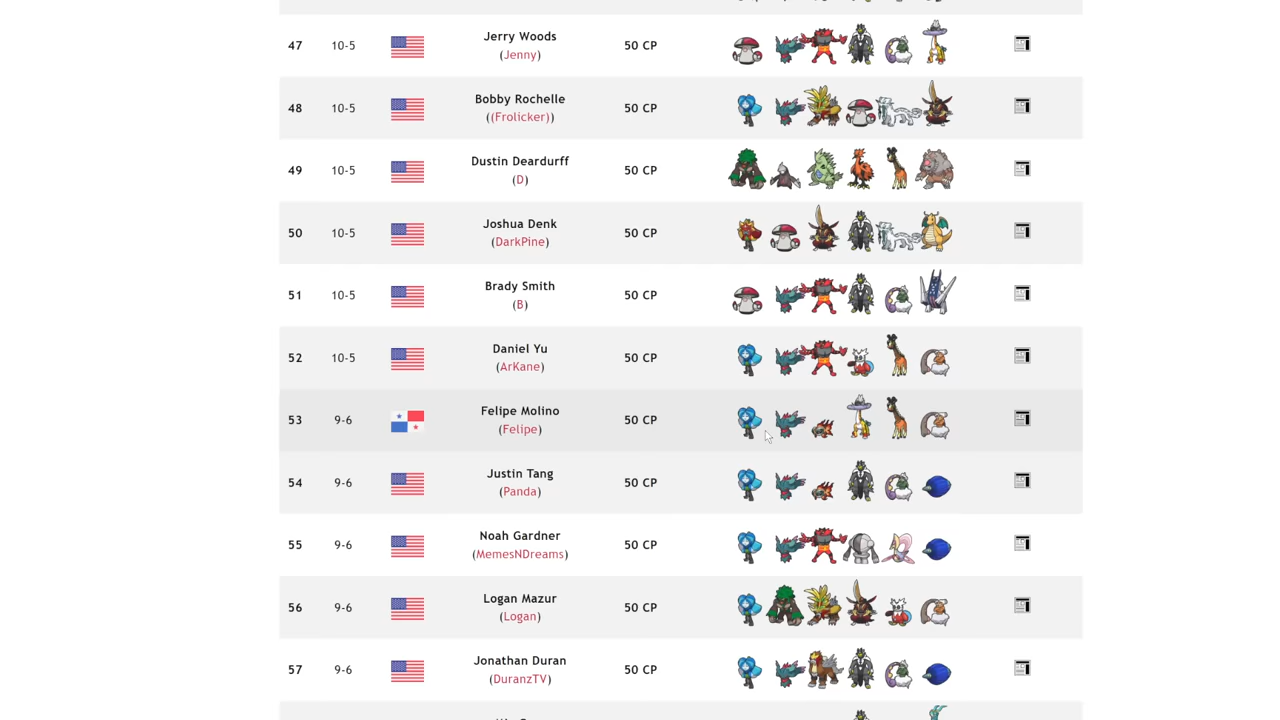 47 10-5 Jerry Woods 50 CP
(Jenny)
48 10-5 Bobby Rochelle 50 CP
((Frolicker))
49 10-5 Dustin Deardurff 50 CP
(D)
50 10-5 Joshua Denk 50 CP
(DarkPine)
51 10-5 Brady Smith 50 CP
(B)
52 10-5 Daniel Yu 50 CP
(ArKane)
53 9-6 Felipe Molino 50 CP
(Felipe)
54 9-6 Justin Tang 50 CP
(Panda)
55 9-6 Noah Gardner 50 CP
(MemesNDreams)
56 9-6 Logan Mazur 50 CP
(Logan)
57 9-6 Jonathan Duran 50 CP
(DuranzTV)